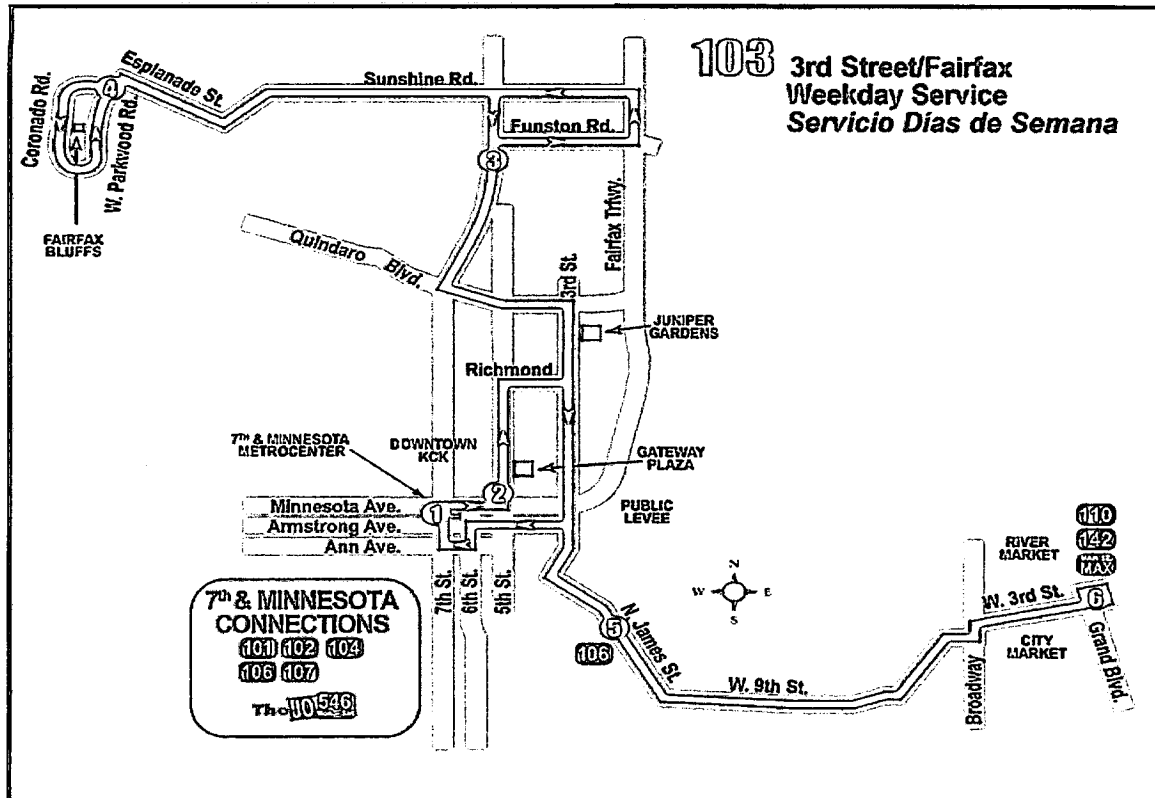 103
3rd Street/Fairfax
Weekday Service
Servicio Días de Semana
Coronado Rd.
Esplanade St.
W. Parkwood Rd.
4
Sunshine Rd.
Funston Rd.
3
FAIRFAX
BLUFFS
Quindaro Blvd.
Fairfax Trfwy.
3rd St.
JUNIPER
GARDENS
Richmond
7TH & MINNESOTA
METROCENTER
DOWNTOWN
KCK
GATEWAY
PLAZA
2
1
Minnesota Ave.
Armstrong Ave.
Ann Ave.
PUBLIC
LEVEE
7th St.
6th St.
5th St.
7th & MINNESOTA
CONNECTIONS
101 102 104
106 107
The JO 546
N
W E
S
5
106
N James St.
W. 9th St.
Broadway
RIVER
MARKET
110
142
MAX
W. 3rd St.
6
CITY
MARKET
Grand Blvd.